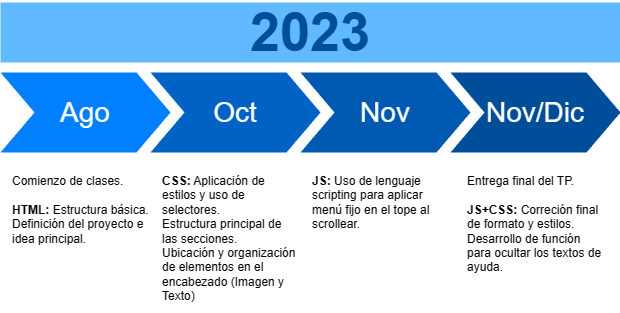 2023
Ago
Oct
Nov
Nov/Dic
Comienzo de clases.
HTML: Estructura básica.
Definición del proyecto e
idea principal.
CSS: Aplicación de
estilos y uso de
selectores.
Estructura principal de
las secciones.
Ubicación y organización
de elementos en el
encabezado (Imagen y
Texto)
JS: Uso de lenguaje
scripting para aplicar
menú fijo en el tope al
scrollear.
Entrega final del TP.
JS+CSS: Correción final
de formato y estilos.
Desarrollo de función
para ocultar los textos de
ayuda.